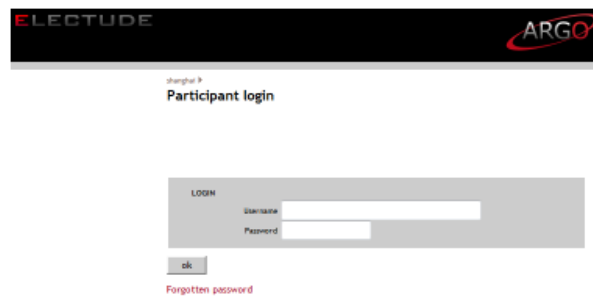 ELECTUDE
ARGO
shanghai
Participant login
LOGIN
Username
Password
ok
Forgotten password